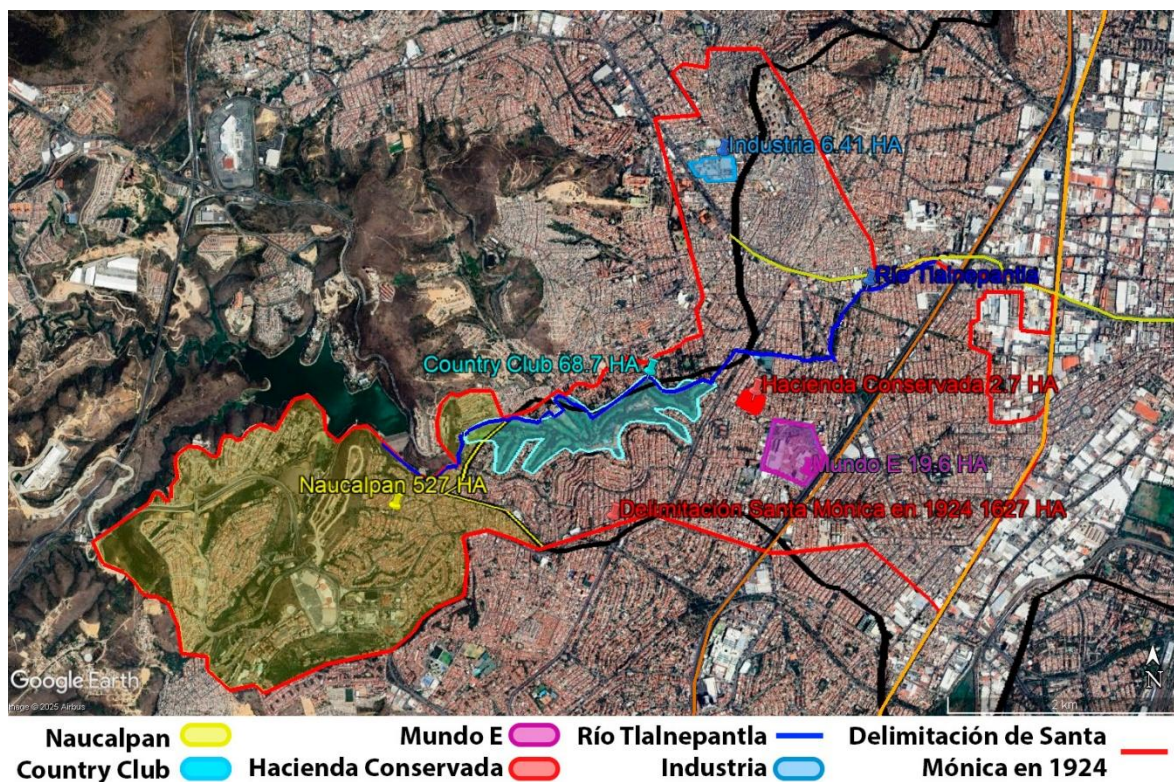 Industria 6.41 HA
Río Tlalnepantla
Country Club 68.7 HA
Hacienda Conservada 2.7 HA
Mundo E 19.6 HA
Naucalpan 527 HA
Delimitación Santa Mónica en 1924 1627 HA
Google Earth
Image © 2025 Airbus
N
2 km
Naucalpan
Mundo E
Río Tlalnepantla
Delimitación de Santa
Mónica en 1924
Country Club
Hacienda Conservada
Industria